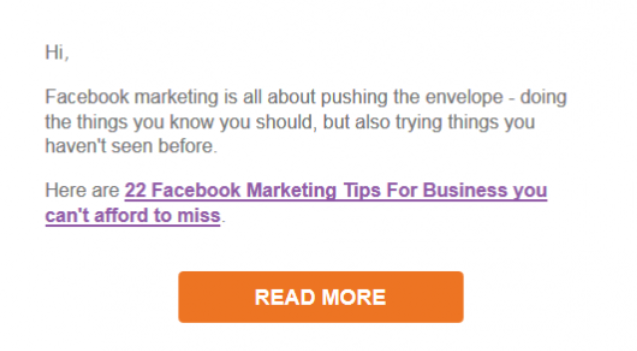 Hi,
Facebook marketing is all about pushing the envelope - doing
the things you know you should, but also trying things you
haven't seen before.
Here are 22 Facebook Marketing Tips For Business you
can't afford to miss.
READ MORE